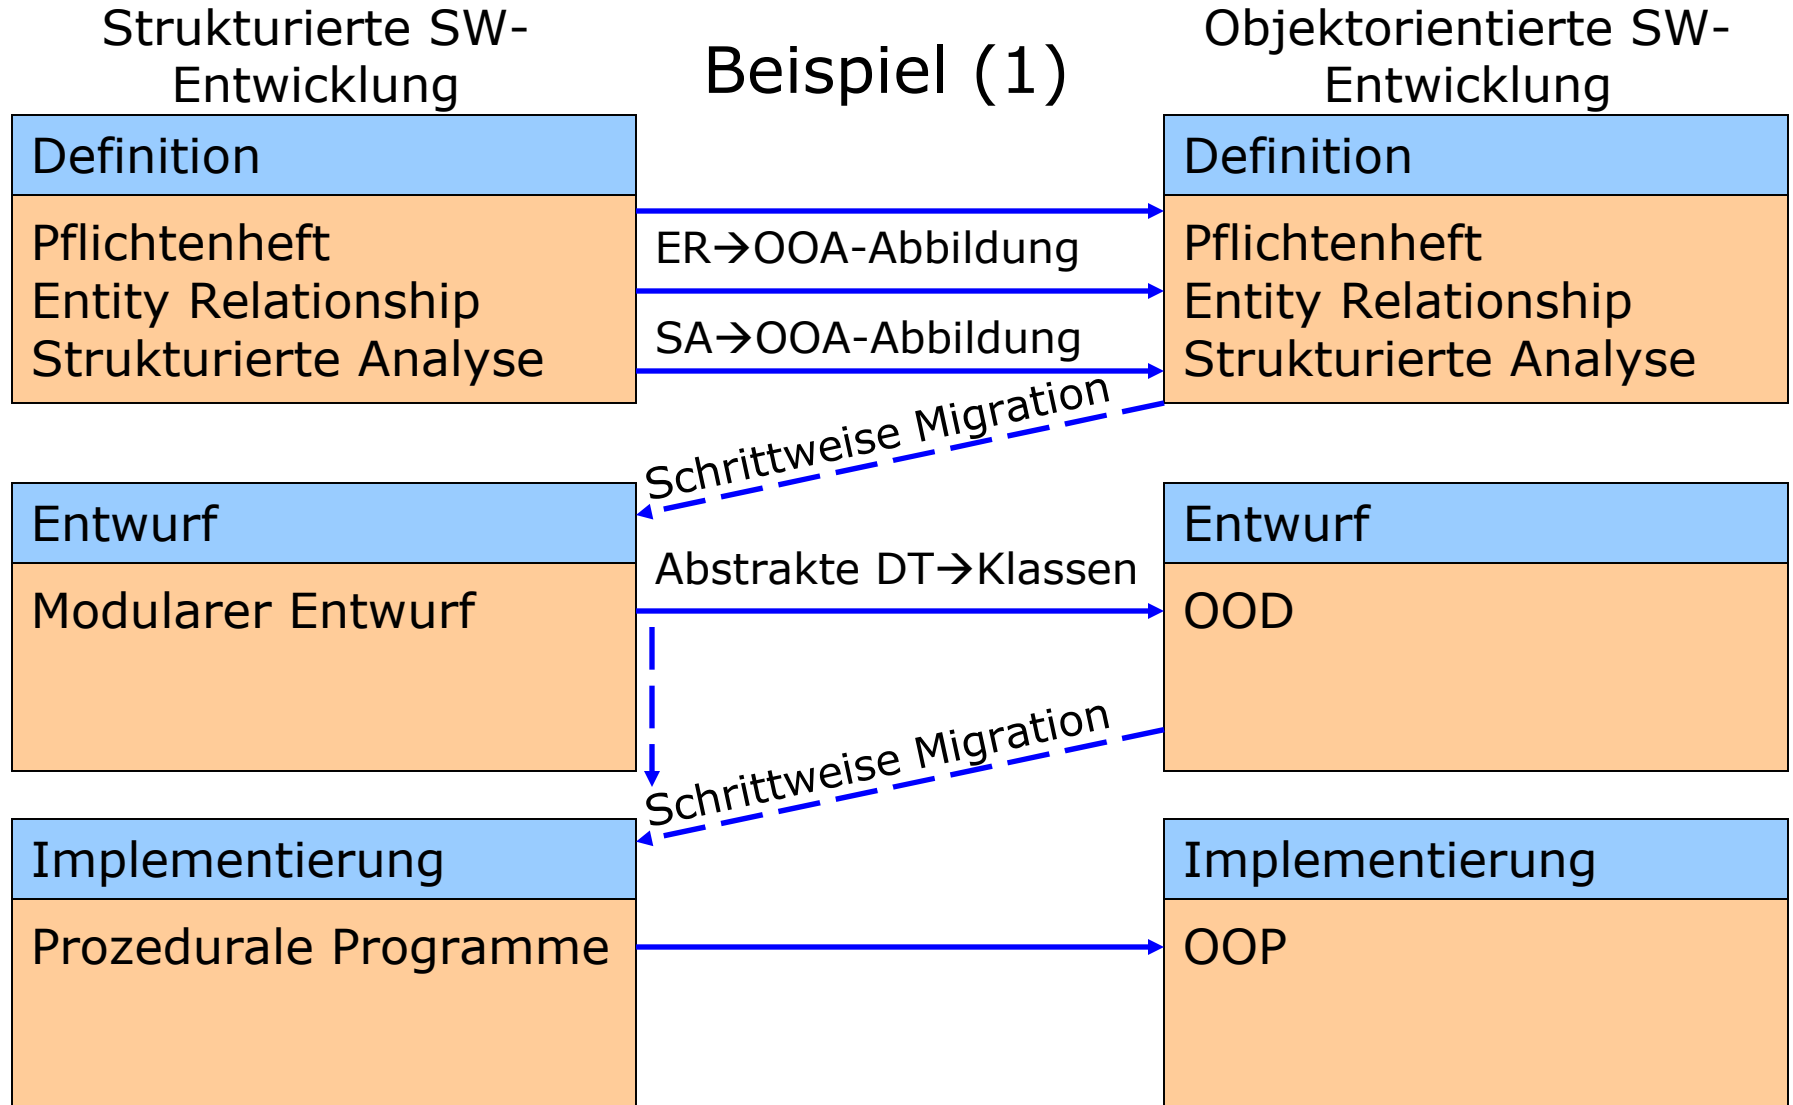 Strukturierte SW-
Entwicklung
Beispiel (1)
Objektorientierte SW-
Entwicklung
Definition
Pflichtenheft
Entity Relationship
Strukturierte Analyse
ER→OOA-Abbildung
SA→OOA-Abbildung
Definition
Pflichtenheft
Entity Relationship
Strukturierte Analyse
Schrittweise Migration
Entwurf
Modularer Entwurf
Abstrakte DT→Klassen
Entwurf
OOD
Schrittweise Migration
Implementierung
Prozedurale Programme
Implementierung
OOP